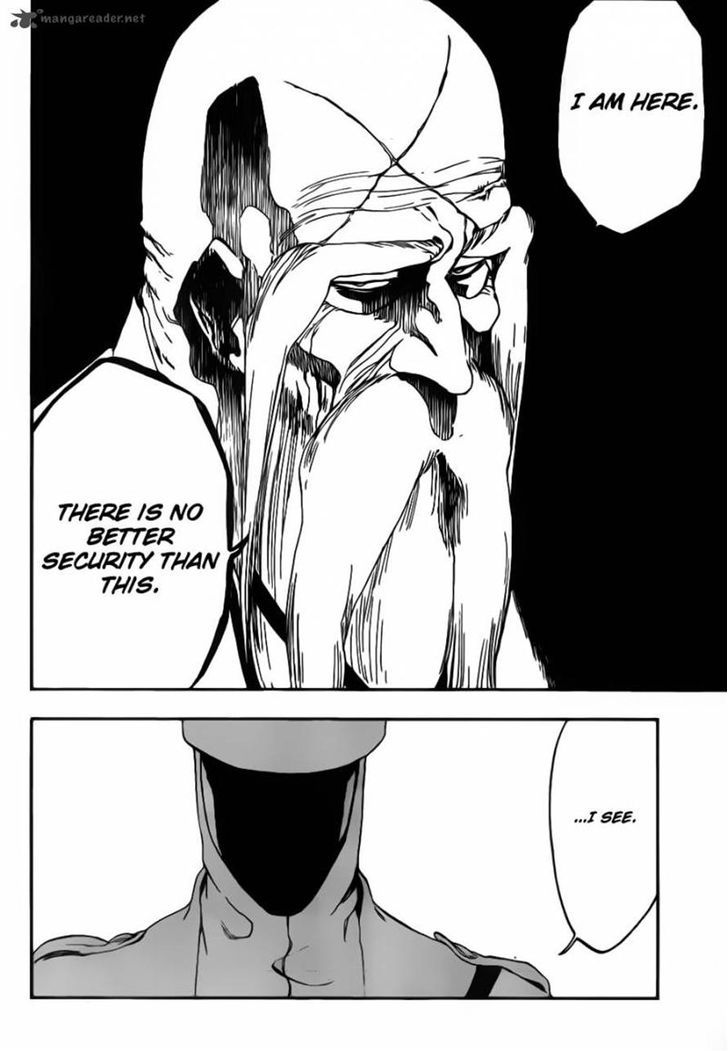 mangareader.net
I AM HERE.
THERE IS NO
BETTER
SECURITY THAN
THIS.
...I SEE.